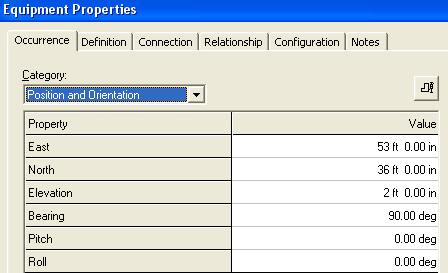 Equipment Properties
Occurrence Definition Connection Relationship Configuration Notes
Category:
Position and Orientation
Property Value
East 53 ft 0.00 in
North 36 ft 0.00 in
Elevation 2 ft 0.00 in
Bearing 90.00 deg
Pitch 0.00 deg
Roll 0.00 deg